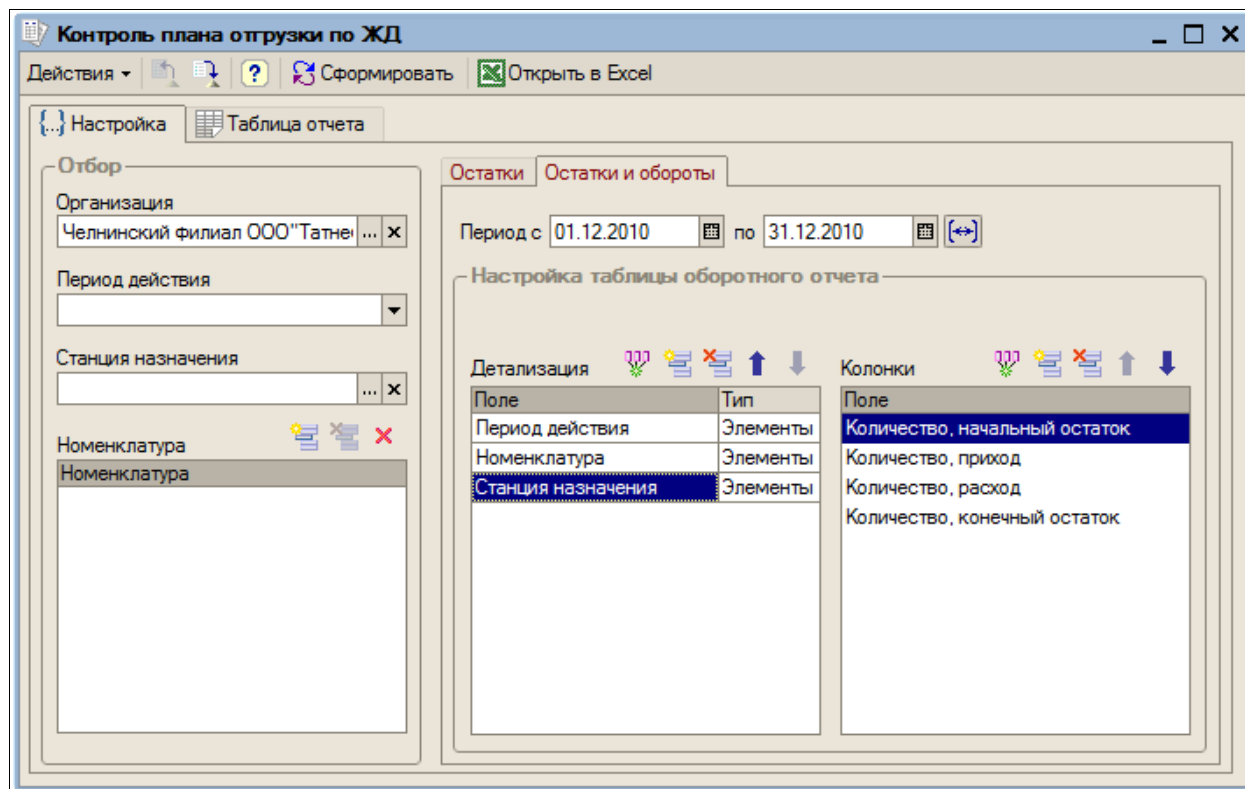 Контроль плана отгрузки по ЖД
Действия Сформировать Открыть в Excel
{...} Настройка Таблица отчета
Отбор
Организация
Челнинский филиал ООО"Татне
Период действия
Станция назначения
Номенклатура
Номенклатура
Остатки Остатки и обороты
Период с 01.12.2010 по 31.12.2010
Настройка таблицы оборотного отчета
Детализация
Поле Тип
Период действия Элементы
Номенклатура Элементы
Станция назначения Элементы
Колонки
Поле
Количество, начальный остаток
Количество, приход
Количество, расход
Количество, конечный остаток